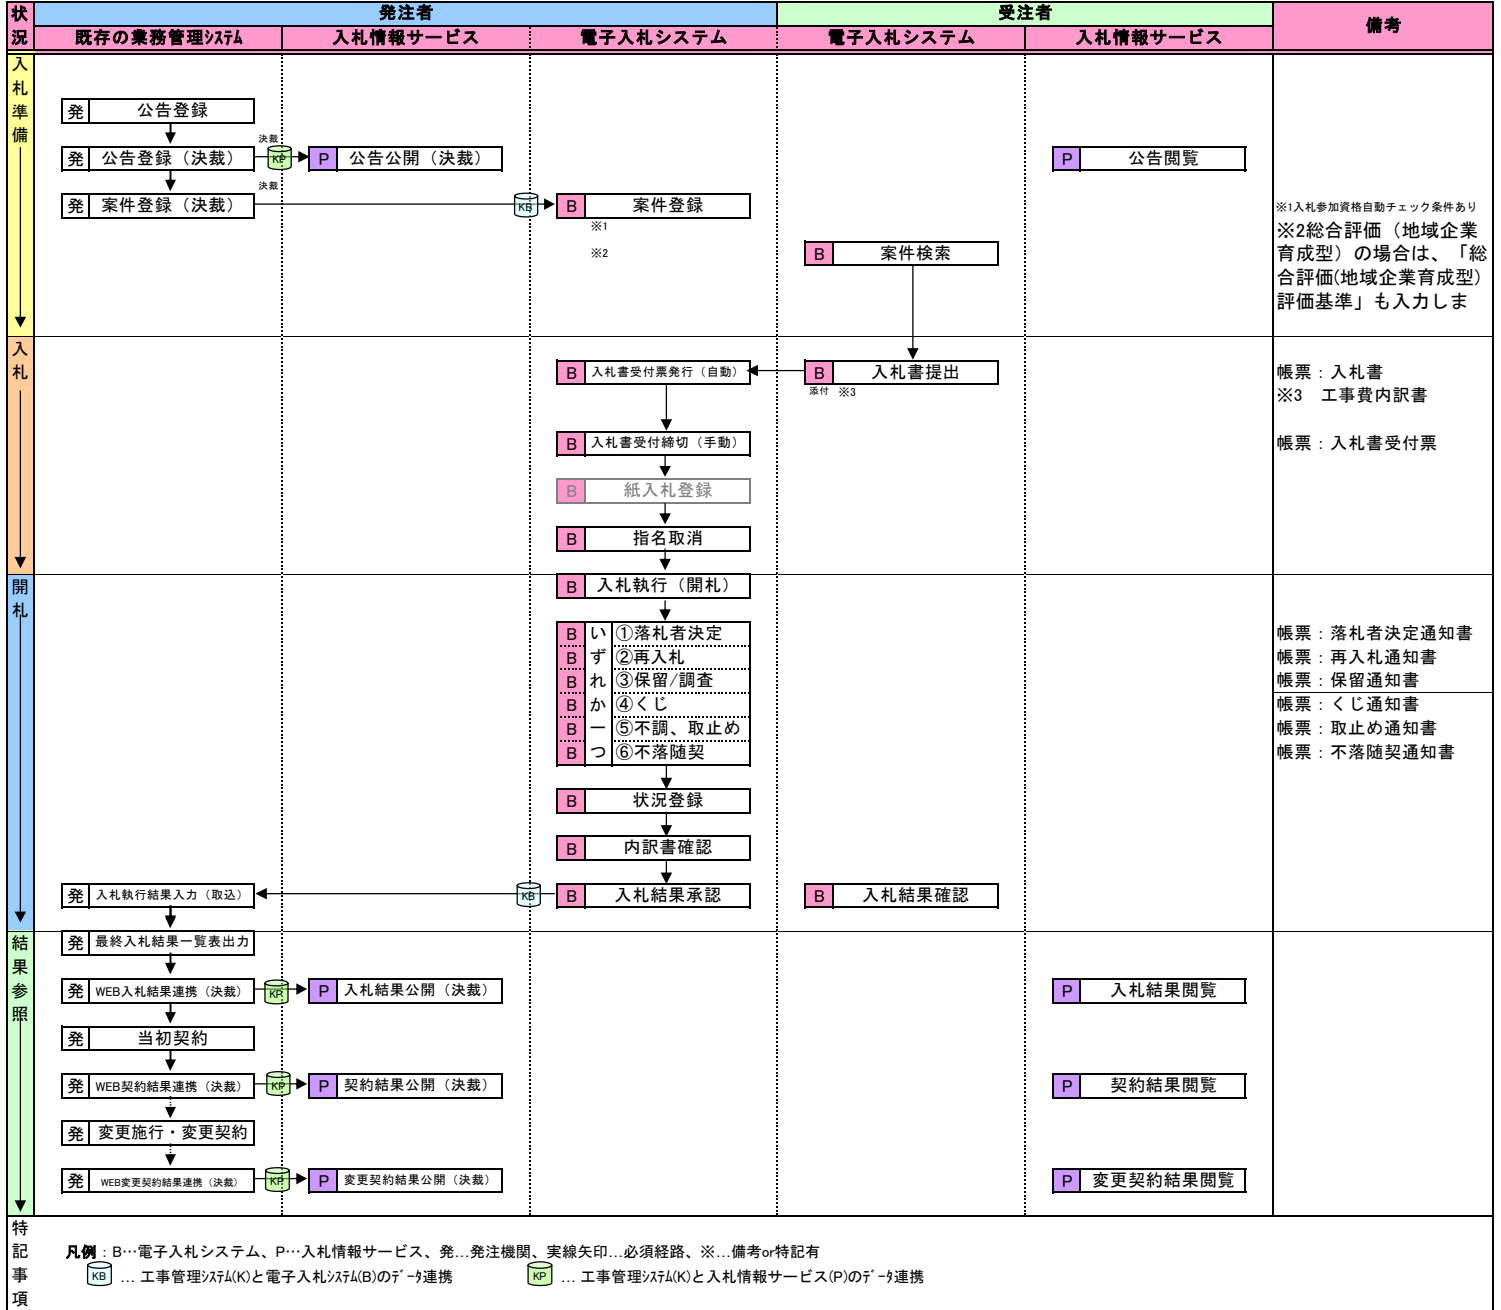 状況
発注者
受注者
備考
既存の業務管理ｼｽﾃﾑ
入札情報サービス
電子入札システム
電子入札システム
入札情報サービス
入札準備
発 公告登録
決裁
発 公告登録（決裁）
KP
P 公告公開（決裁）
P 公告閲覧
決裁
発 案件登録（決裁）
KB
B 案件登録
※1
※2
※1入札参加資格自動チェック条件あり
※2総合評価（地域企業
育成型）の場合は、「総
合評価(地域企業育成型)
評価基準」も入力しま
B 案件検索
入札
B 入札書受付票発行（自動）
B 入札書提出
添付 ※3
帳票：入札書
※3　工事費内訳書
B 入札書受付締切（手動）
帳票：入札書受付票
B 紙入札登録
B 指名取消
開札
B 入札執行（開札）
いずれか一つ
B ①落札者決定
帳票：落札者決定通知書
B ②再入札
帳票：再入札通知書
B ③保留/調査
帳票：保留通知書
B ④くじ
帳票：くじ通知書
B ⑤不調、取止め
帳票：取止め通知書
B ⑥不落随契
帳票：不落随契通知書
B 状況登録
B 内訳書確認
発 入札執行結果入力（取込）
KB
B 入札結果承認
B 入札結果確認
結果参照
発 最終入札結果一覧表出力
発 WEB入札結果連携（決裁）
KP
P 入札結果公開（決裁）
P 入札結果閲覧
発 当初契約
発 WEB契約結果連携（決裁）
KP
P 契約結果公開（決裁）
P 契約結果閲覧
発 変更施行・変更契約
発 WEB変更契約結果連携（決裁）
KP
P 変更契約結果公開（決裁）
P 変更契約結果閲覧
特記事項
凡例：B…電子入札システム、P…入札情報サービス、発…発注機関、実線矢印…必須経路、※…備考or特記有
KB … 工事管理ｼｽﾃﾑ(K)と電子入札ｼｽﾃﾑ(B)のﾃﾞｰﾀ連携
KP … 工事管理ｼｽﾃﾑ(K)と入札情報サービス(P)のﾃﾞｰﾀ連携